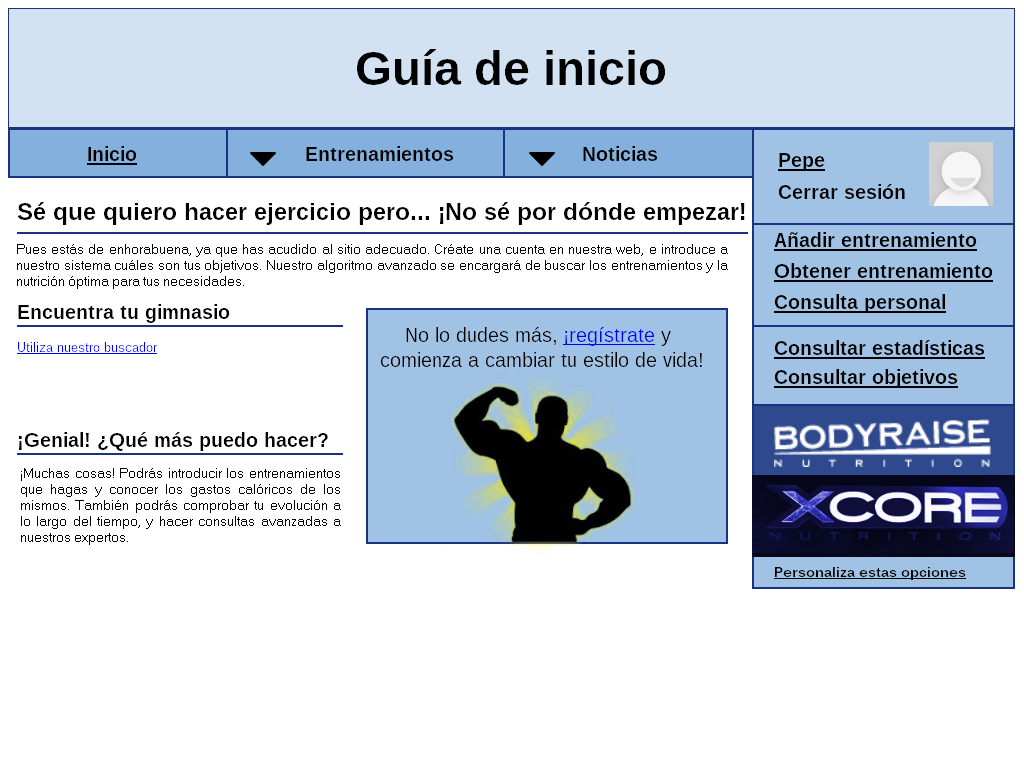 Guía de inicio
Inicio
Entrenamientos
Noticias
Pepe
Cerrar sesión
Sé que quiero hacer ejercicio pero... ¡No sé por dónde empezar!
Pues estás de enhorabuena, ya que has acudido al sitio adecuado. Créate una cuenta en nuestra web, e introduce a
nuestro sistema cuáles son tus objetivos. Nuestro algoritmo avanzado se encargará de buscar los entrenamientos y la
nutrición óptima para tus necesidades.
Encuentra tu gimnasio
Utiliza nuestro buscador
No lo dudes más, ¡regístrate y
comienza a cambiar tu estilo de vida!
¡Genial! ¿Qué más puedo hacer?
¡Muchas cosas! Podrás introducir los entrenamientos
que hagas y conocer los gastos calóricos de los
mismos. También podrás comprobar tu evolución a
lo largo del tiempo, y hacer consultas avanzadas a
nuestros expertos.
Añadir entrenamiento
Obtener entrenamiento
Consulta personal
Consultar estadísticas
Consultar objetivos
BODYRAISE
NUTRITION
XCORE
NUTRITION
Personaliza estas opciones